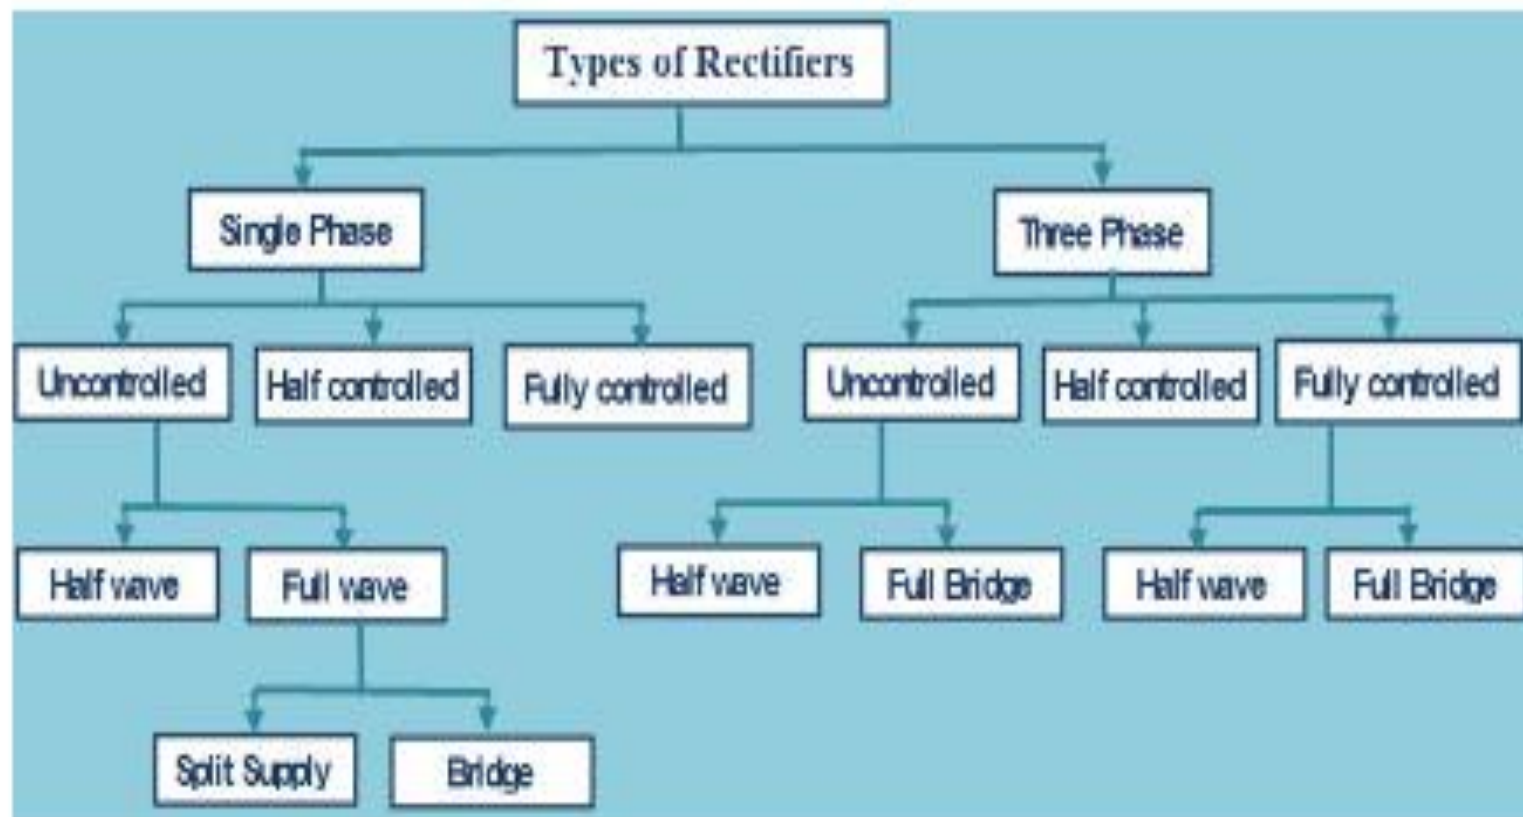 Types of Rectifiers
Single Phase
Three Phase
Uncontrolled
Half controlled
Fully controlled
Uncontrolled
Half controlled
Fully controlled
Half wave
Full wave
Half wave
Full Bridge
Half wave
Full Bridge
Split Supply
Bridge